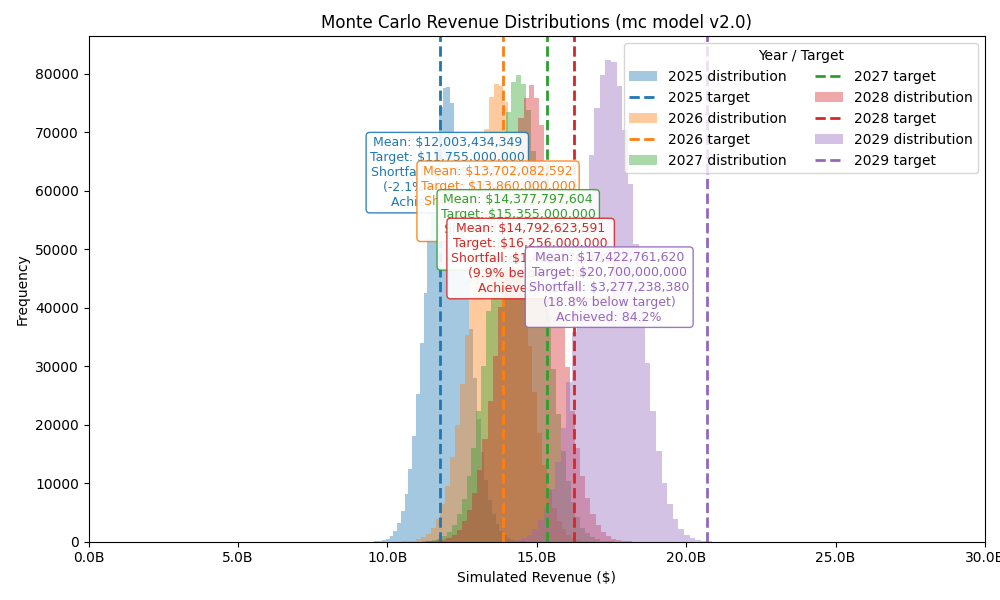 Monte Carlo Revenue Distributions (mc model v2.0)
Frequency
80000
70000
60000
50000
40000
30000
20000
10000
0
0.0B
5.0B
10.0B
15.0B
20.0B
25.0B
30.0B
Simulated Revenue ($)
Year / Target
2025 distribution
2025 target
2026 distribution
2026 target
2027 distribution
2027 target
2028 distribution
2028 target
2029 distribution
2029 target
Mean: $12,003,434,349
Target: $11,755,000,000
(-2.1%
Mean: $13,702,082,592
Target: $13,860,000,000
Mean: $14,377,797,604
Target: $15,355,000,000
Mean: $14,792,623,591
Target: $16,256,000,000
Shortfall:
(9.9%
Achieved
Mean: $17,422,761,620
Target: $20,700,000,000
Shortfall: $3,277,238,380
(18.8% below target)
Achieved: 84.2%